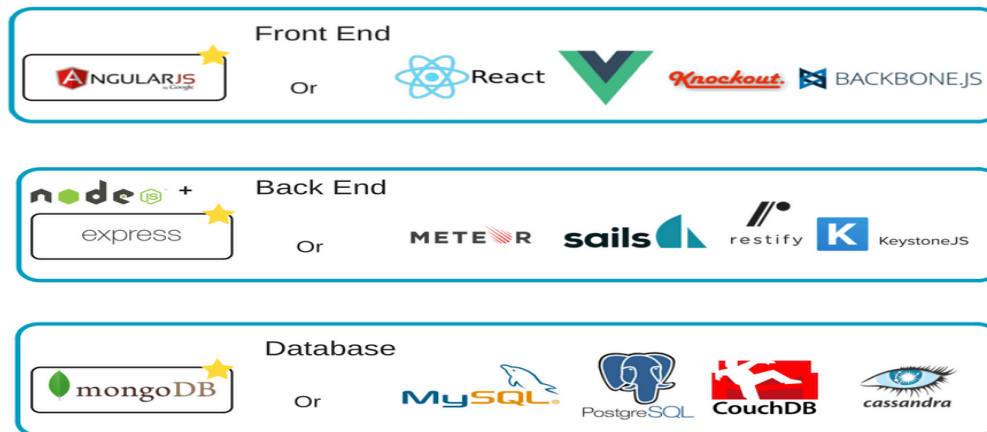 Front End
ANGULARJS
by Google
Or
React
Knockout.
BACKBONE.JS
node JS +
Back End
express
Or
METEOR
sails
restify
K
KeystoneJS
Database
mongoDB
Or
MySQL
PostgreSQL
CouchDB
cassandra